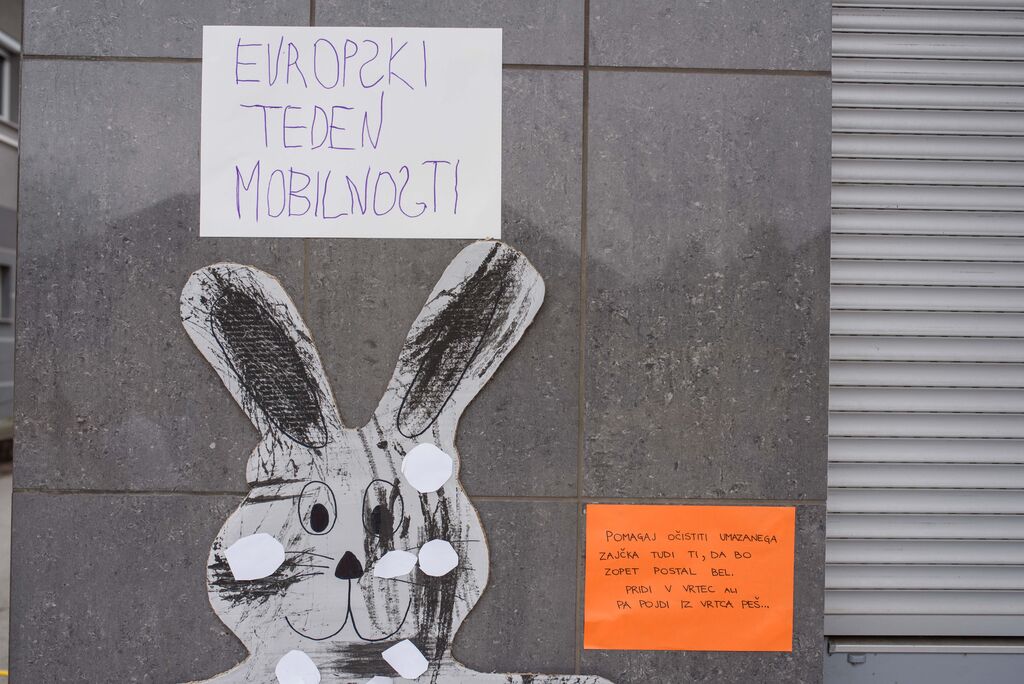 EVROPSKI
TEDEN
MOBILNOSTI
POMAGAJ OČISTITI UMAZANEGA
ZAJČKA TUDI TI, DA BO
ZOPET POSTAL BEL.
PRIDI V VRTEC ALI
PA POJDI IZ VRTCA PEŠ...